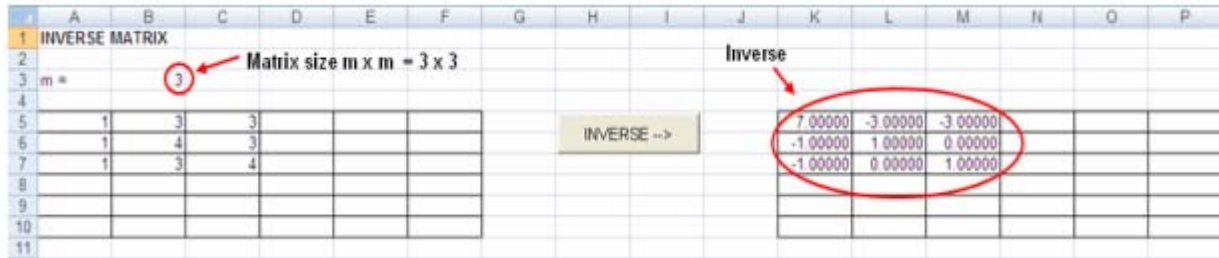 A B C D E F G H I J K L M N O P
1 INVERSE MATRIX
2 Matrix size m x m = 3 x 3 Inverse
3 m = 3
4
5 1 3 3 7.00000 -3.00000 -3.00000
6 1 4 3 INVERSE --> -1.00000 1.00000 0.00000
7 1 3 4 -1.00000 0.00000 1.00000
8
9
10
11